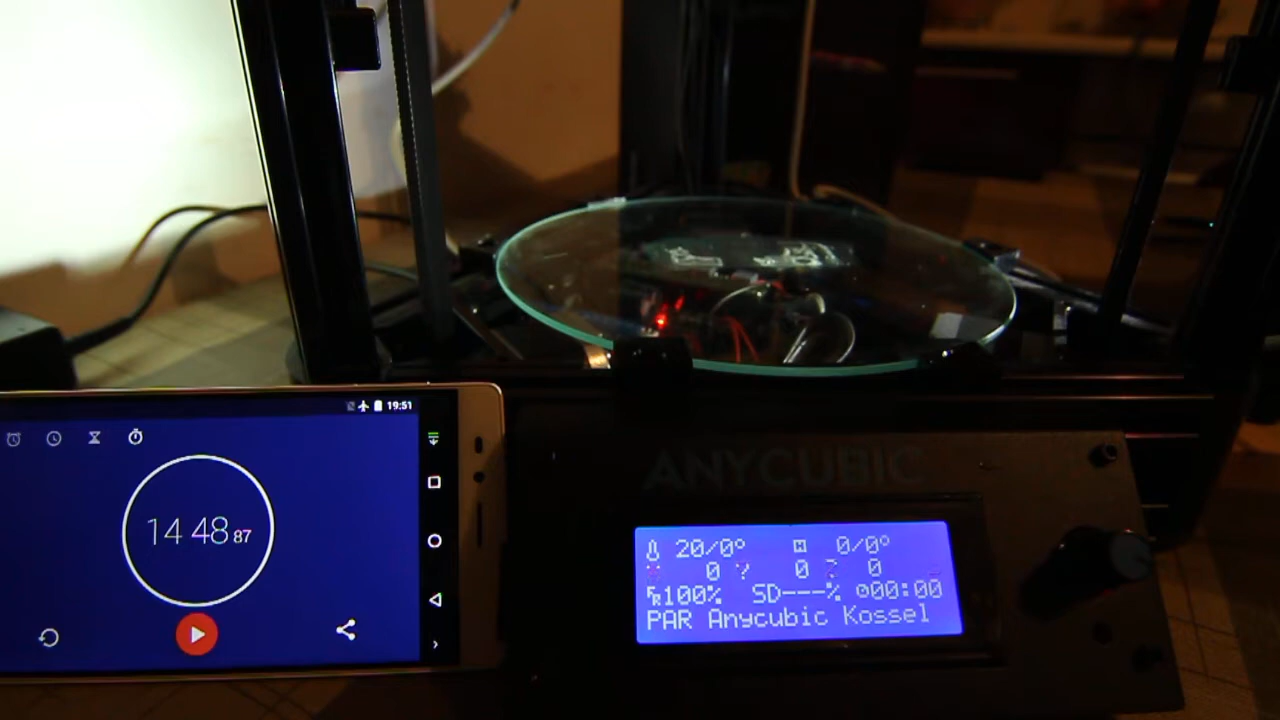 19:51
14 48 87
ANYCUBIC
20/0° 0/0°
0 ? 0 ? 0
100% SD---% 00:00
PAR Anycubic Kossel